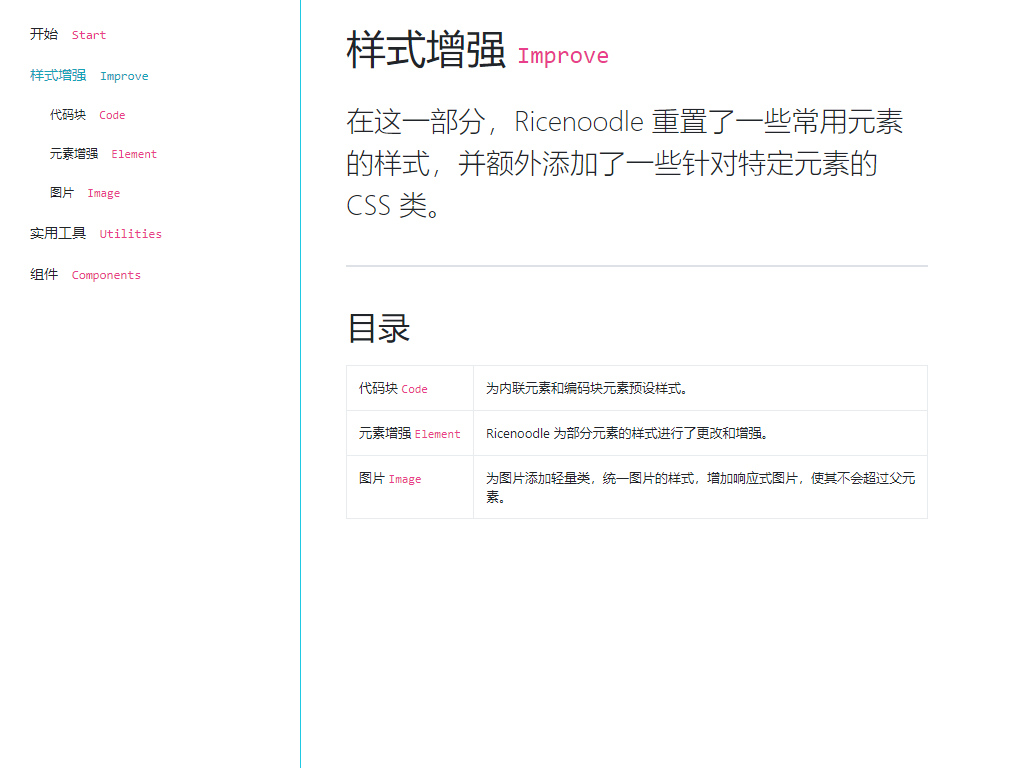 开始 Start
样式增强 Improve
代码块 Code
元素增强 Element
图片 Image
实用工具 Utilities
组件 Components
样式增强 Improve
在这一部分，Ricenoodle 重置了一些常用元素
的样式，并额外添加了一些针对特定元素的
CSS 类。
目录
代码块 Code 为内联元素和编码块元素预设样式。
元素增强 Element Ricenoodle 为部分元素的样式进行了更改和增强。
图片 Image 为图片添加轻量类，统一图片的样式，增加响应式图片，使其不会超过父元
素。